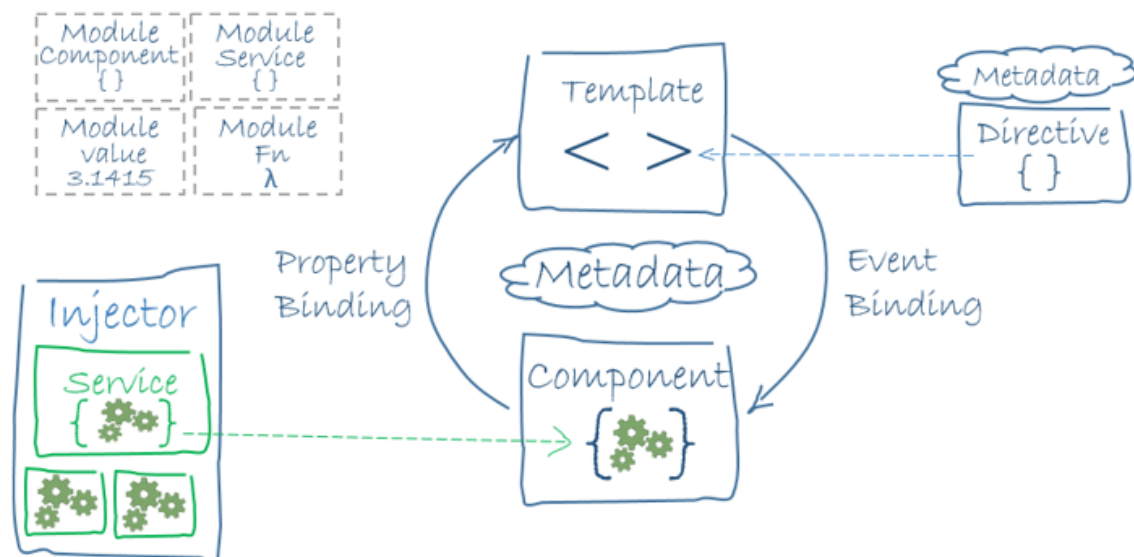 Module
Component
{ }
Module
Service
{ }
Module
value
3.1415
Module
Fn
λ
Template
< >
Metadata
Directive
{ }
Property
Binding
Metadata
Event
Binding
Injector
Service
{ }
Component
{ }